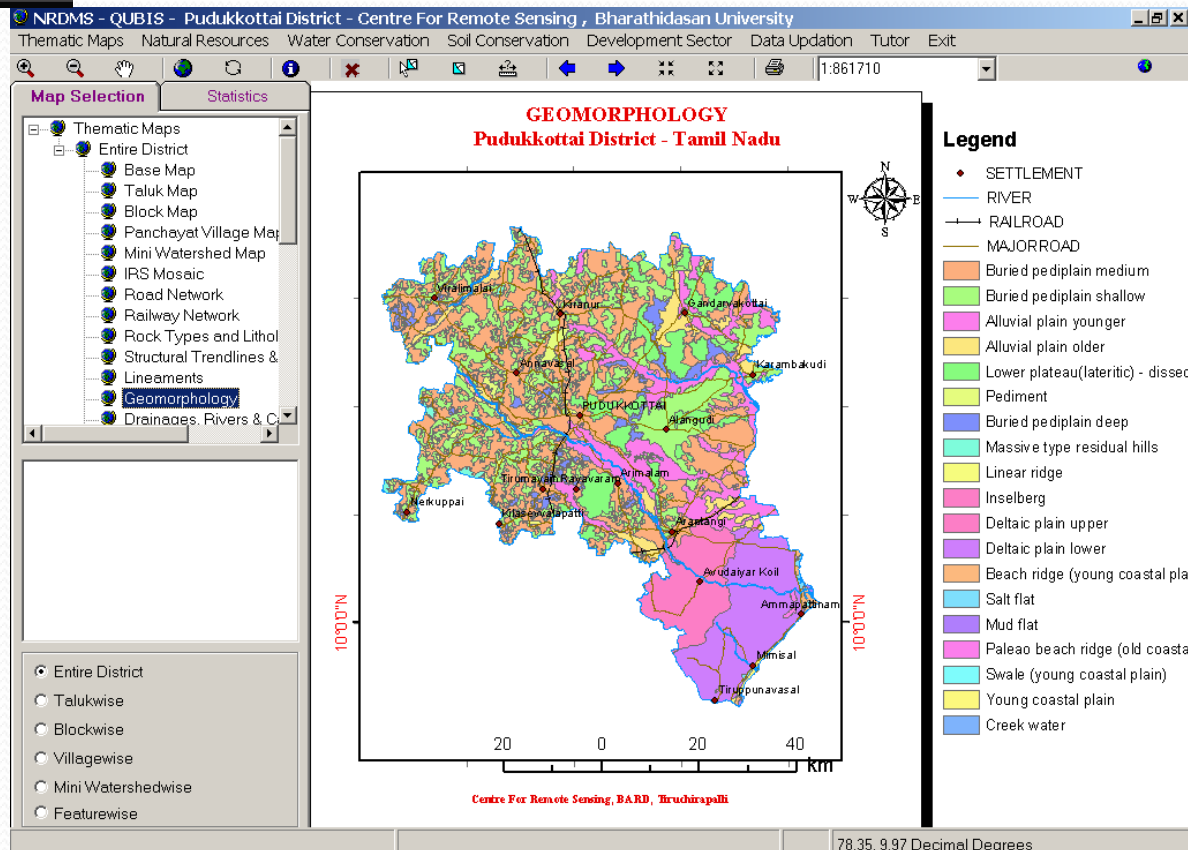 NRDMS - QUBIS - Pudukkottai District - Centre For Remote Sensing , Bharathidasan University
Thematic Maps Natural Resources Water Conservation Soil Conservation Development Sector Data Updation Tutor Exit
1:861710
Map Selection Statistics
Thematic Maps
Entire District
Base Map
Taluk Map
Block Map
Panchayat Village Map
Mini Watershed Map
IRS Mosaic
Road Network
Railway Network
Rock Types and Lithol
Structural Trendlines &
Lineaments
Geomorphology
Drainages, Rivers & C
Entire District
Talukwise
Blockwise
Villagewise
Mini Watershedwise
Featurewise
GEOMORPHOLOGY
Pudukkottai District - Tamil Nadu
N
W E
S
Viralimalai
Kiranur
Gandarvakottai
Annavasal
Karambakudi
PUDUKKOTTAI
Alangudi
Arimalam
Tirumayam Rayavaram
Nerkuppai
Kilasevvalpatti
Arantangi
Avudaiyar Koil
Ammapattinam
Mimisal
Tiruppunavasal
10°0'0"N
10°0'0"N
20 0 20 40
km
Centre For Remote Sensing, BARD, Tiruchirapalli
Legend
SETTLEMENT
RIVER
RAILROAD
MAJORROAD
Buried pediplain medium
Buried pediplain shallow
Alluvial plain younger
Alluvial plain older
Lower plateau(lateritic) - dissec
Pediment
Buried pediplain deep
Massive type residual hills
Linear ridge
Inselberg
Deltaic plain upper
Deltaic plain lower
Beach ridge (young coastal pla
Salt flat
Mud flat
Paleao beach ridge (old coasta
Swale (young coastal plain)
Young coastal plain
Creek water
78.35, 9.97 Decimal Degrees